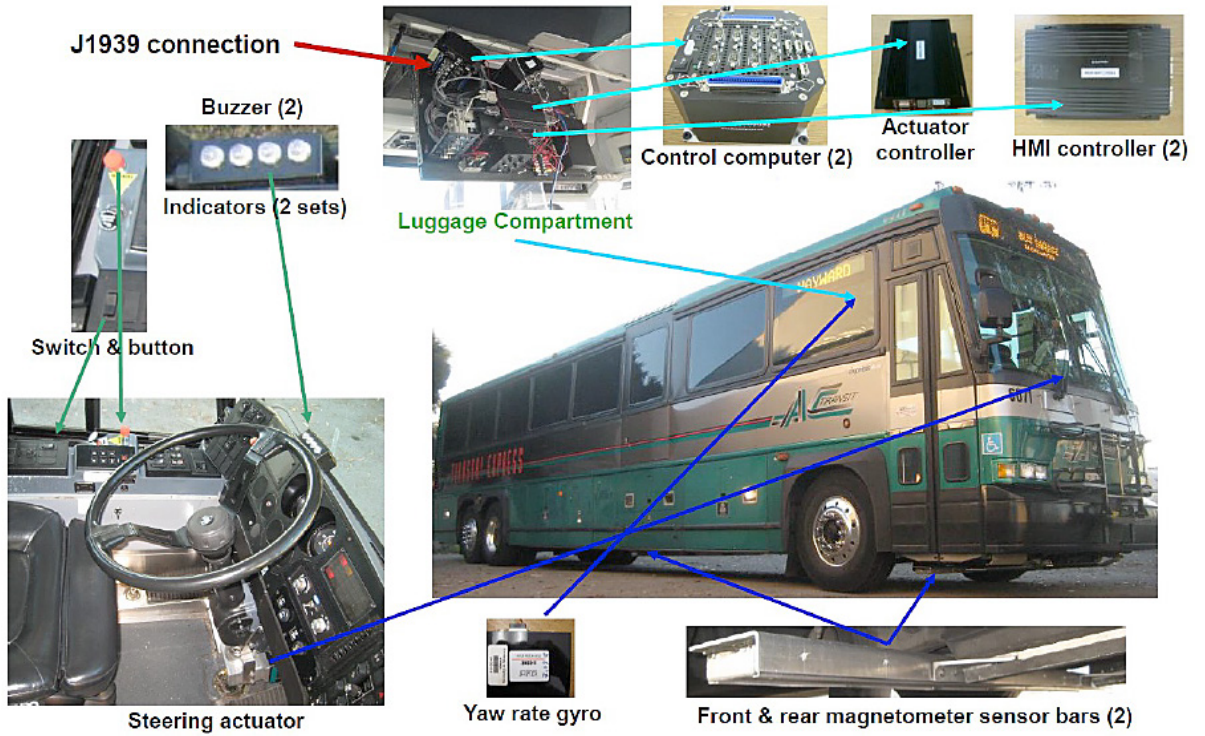 J1939 connection
Buzzer (2)
Indicators (2 sets)
Switch & button
Luggage Compartment
Control computer (2)
Actuator
controller
HMI controller (2)
HAYWARD
AC
TRANSIT
TRANSBAY EXPRESS
6071
Steering actuator
Yaw rate gyro
Front & rear magnetometer sensor bars (2)